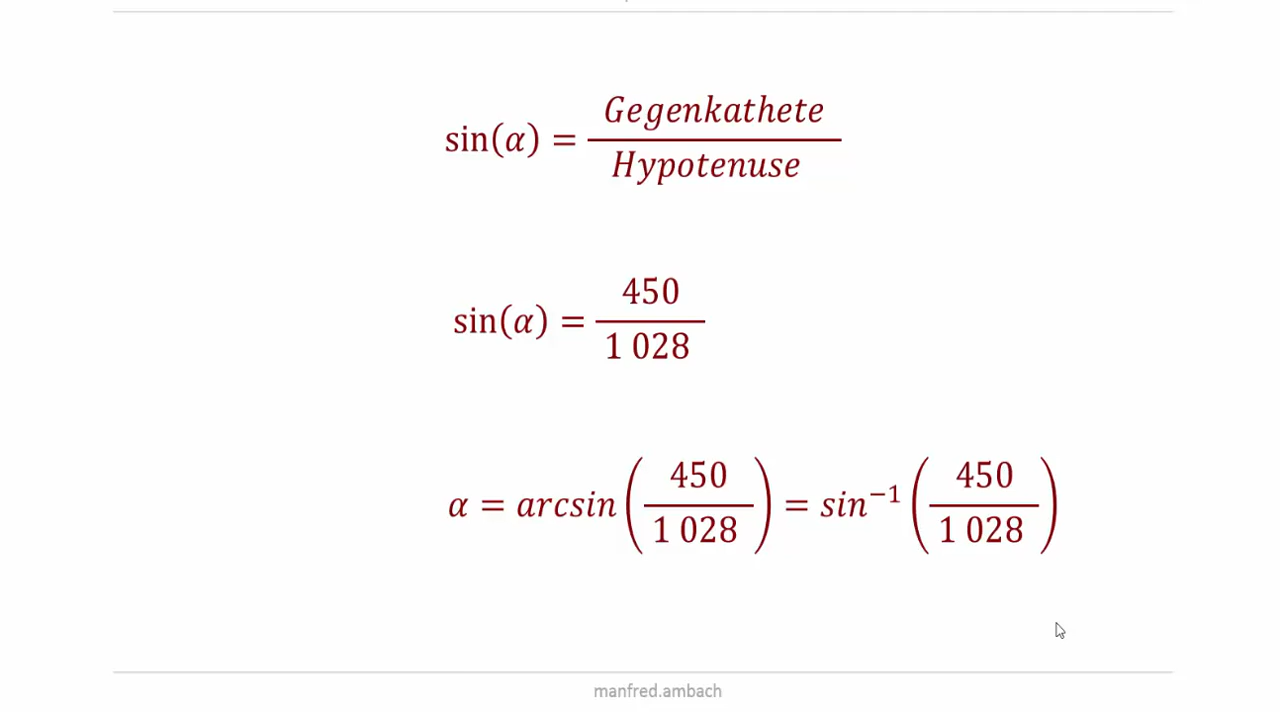 sin(α) = Gegenkathete / Hypotenuse
sin(α) = 450 / 1 028
α = arcsin (450 / 1 028) = sin⁻¹ (450 / 1 028)
manfred.ambach